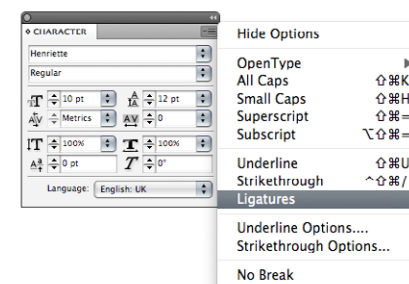 CHARACTER
Henriette
Regular
10 pt
12 pt
Metrics
0
100%
100%
0 pt
0°
Language: English: UK
Hide Options
OpenType
All Caps ⇧⌘K
Small Caps ⇧⌘H
Superscript ⇧⌘=
Subscript ⌥⇧⌘=
Underline ⇧⌘U
Strikethrough ^⇧⌘/
Ligatures
Underline Options....
Strikethrough Options...
No Break